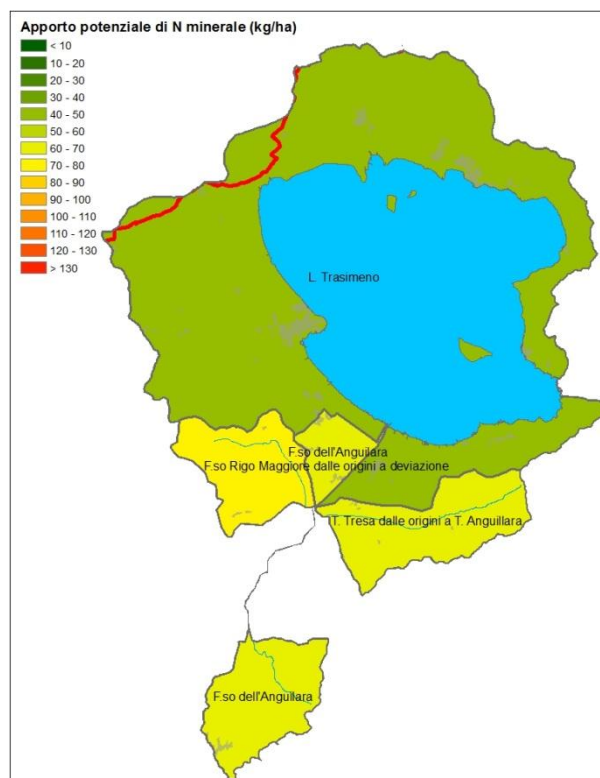 Apporto potenziale di N minerale (kg/ha)
< 10
10 - 20
20 - 30
30 - 40
40 - 50
50 - 60
60 - 70
70 - 80
80 - 90
90 - 100
100 - 110
110 - 120
120 - 130
> 130
L. Trasimeno
F.so dell'Anguilara
F.so Rigo Maggiore dalle origini a deviazione
T. Tresa dalle origini a T. Anguillara
F.so dell'Anguilara